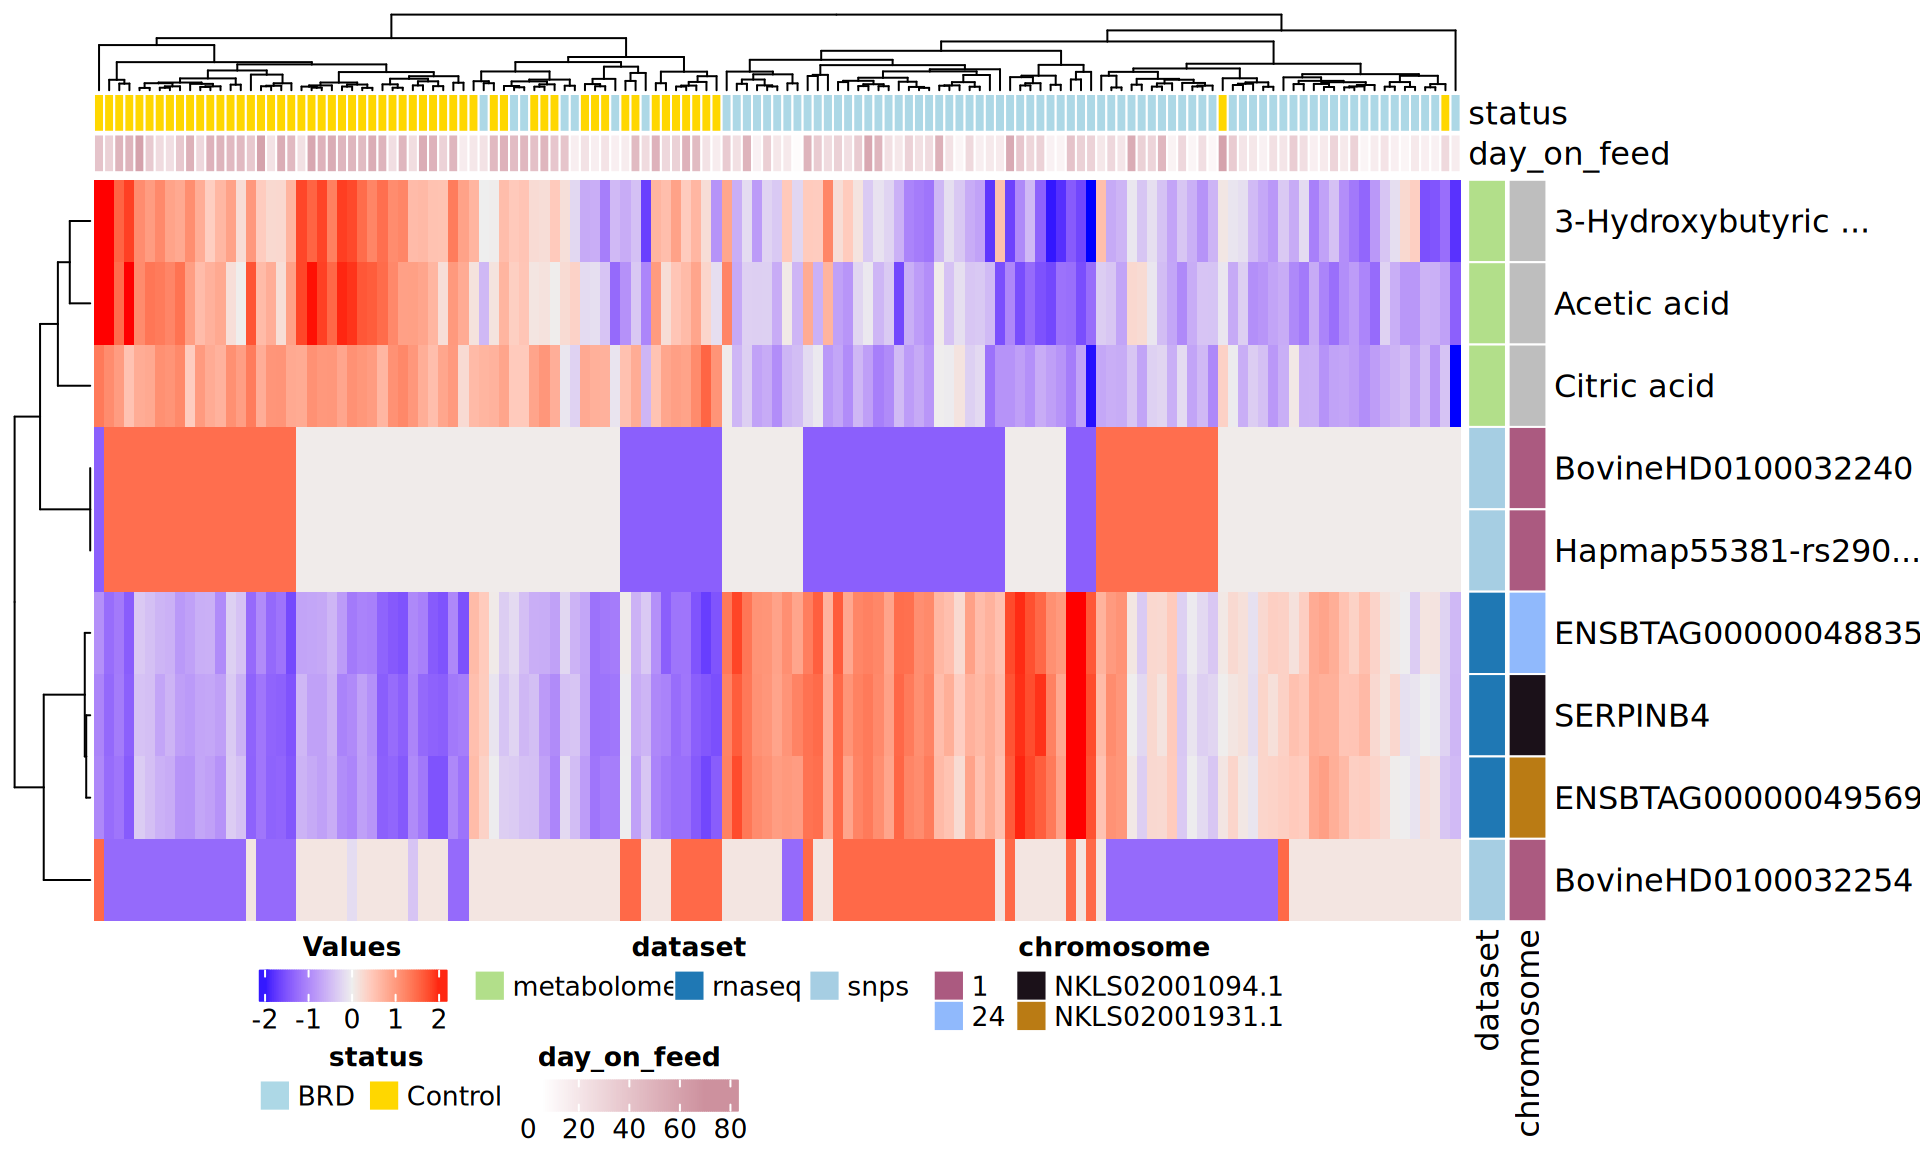 status
day_on_feed
3-Hydroxybutyric ...
Acetic acid
Citric acid
BovineHD0100032240
Hapmap55381-rs290...
ENSBTAG00000048835
SERPINB4
ENSBTAG00000049569
BovineHD0100032254
dataset
chromosome
Values
-2 -1 0 1 2
dataset
metabolome rnaseq snps
chromosome
1 NKLS02001094.1
24 NKLS02001931.1
status
BRD Control
day_on_feed
0 20 40 60 80